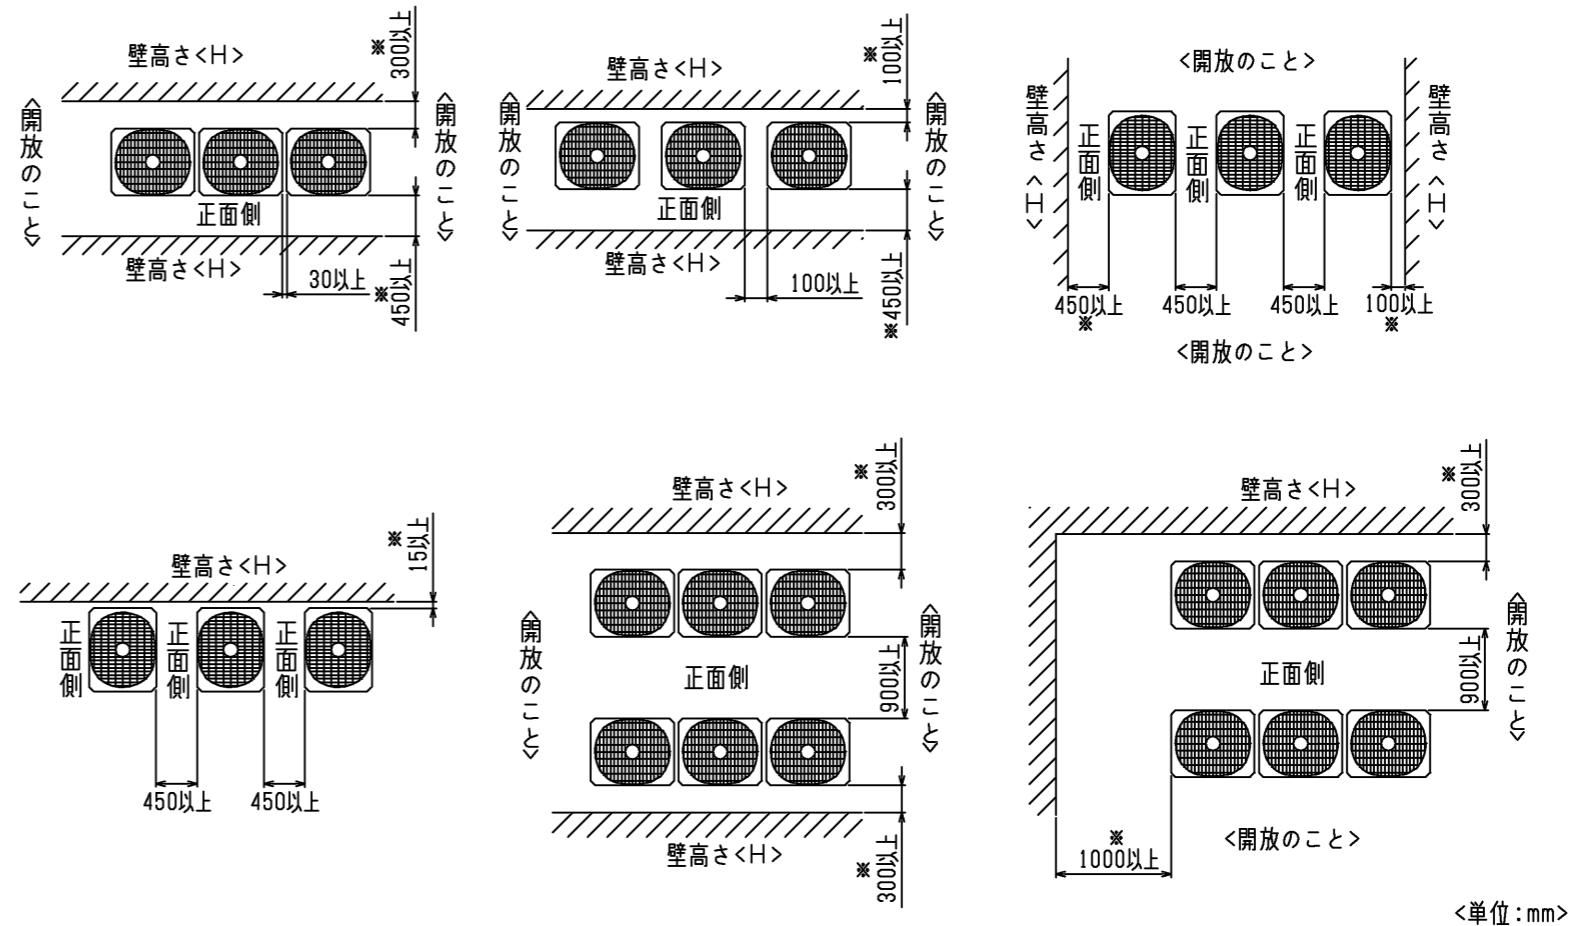 壁高さ<H>
※
300以上
<開放のこと>
<開放のこと>
正面側
壁高さ<H>
30以上
※
450以上
壁高さ<H>
※
100以上
<開放のこと>
<開放のこと>
正面側
壁高さ<H>
100以上
※450以上
<開放のこと>
壁高さ<H>
正面側
正面側
正面側
壁高さ<H>
450以上
※
450以上
450以上
100以上
※
<開放のこと>
壁高さ<H>
※
15以上
正面側
正面側
正面側
450以上
450以上
壁高さ<H>
※
300以上
<開放のこと>
正面側
900以上
<開放のこと>
壁高さ<H>
※
300以上
壁高さ<H>
※
300以上
正面側
900以上
<開放のこと>
※
1000以上
<開放のこと>
<単位:mm>